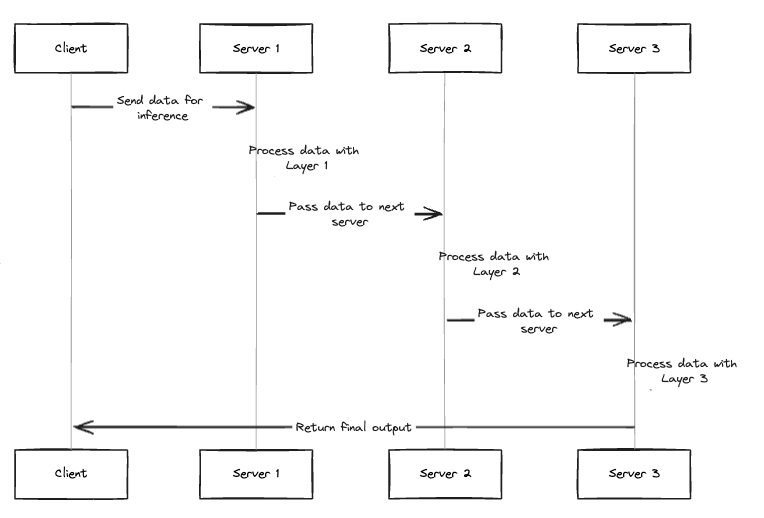 Client
Server 1
Server 2
Server 3
Send data for
inference
Process data with
Layer 1
Pass data to next
server
Process data with
Layer 2
Pass data to next
server
Process data with
Layer 3
Return final output
Client
Server 1
Server 2
Server 3